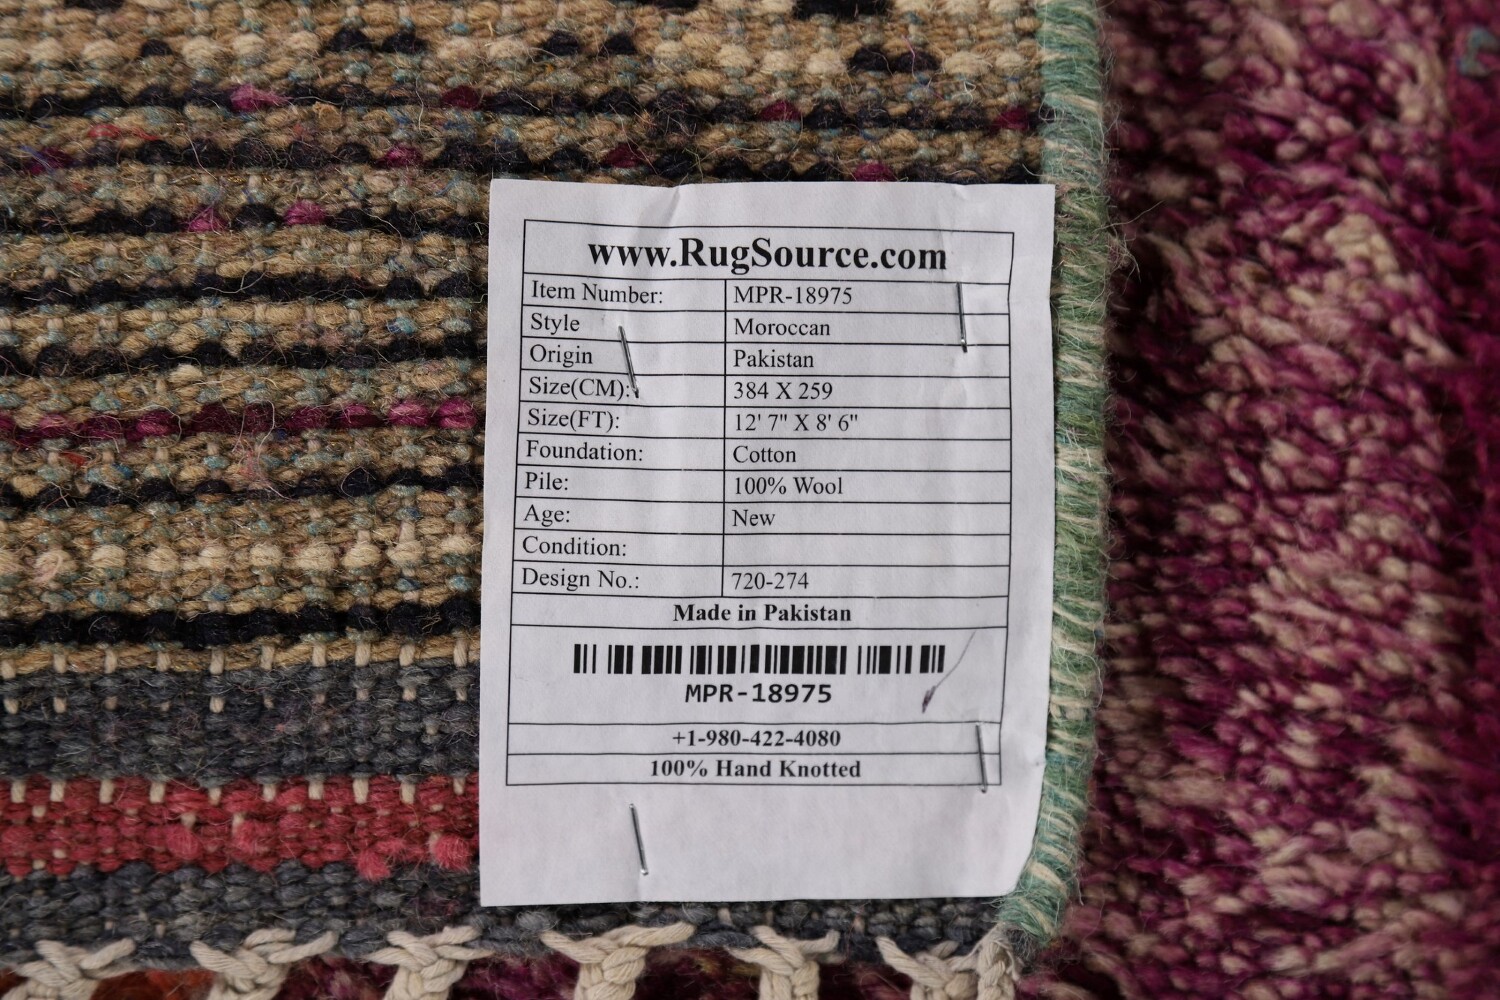 www.RugSource.com
Item Number: MPR-18975
Style Moroccan
Origin Pakistan
Size(CM): 384 X 259
Size(FT): 12' 7" X 8' 6"
Foundation: Cotton
Pile: 100% Wool
Age: New
Condition:
Design No.: 720-274
Made in Pakistan
MPR-18975
+1-980-422-4080
100% Hand Knotted